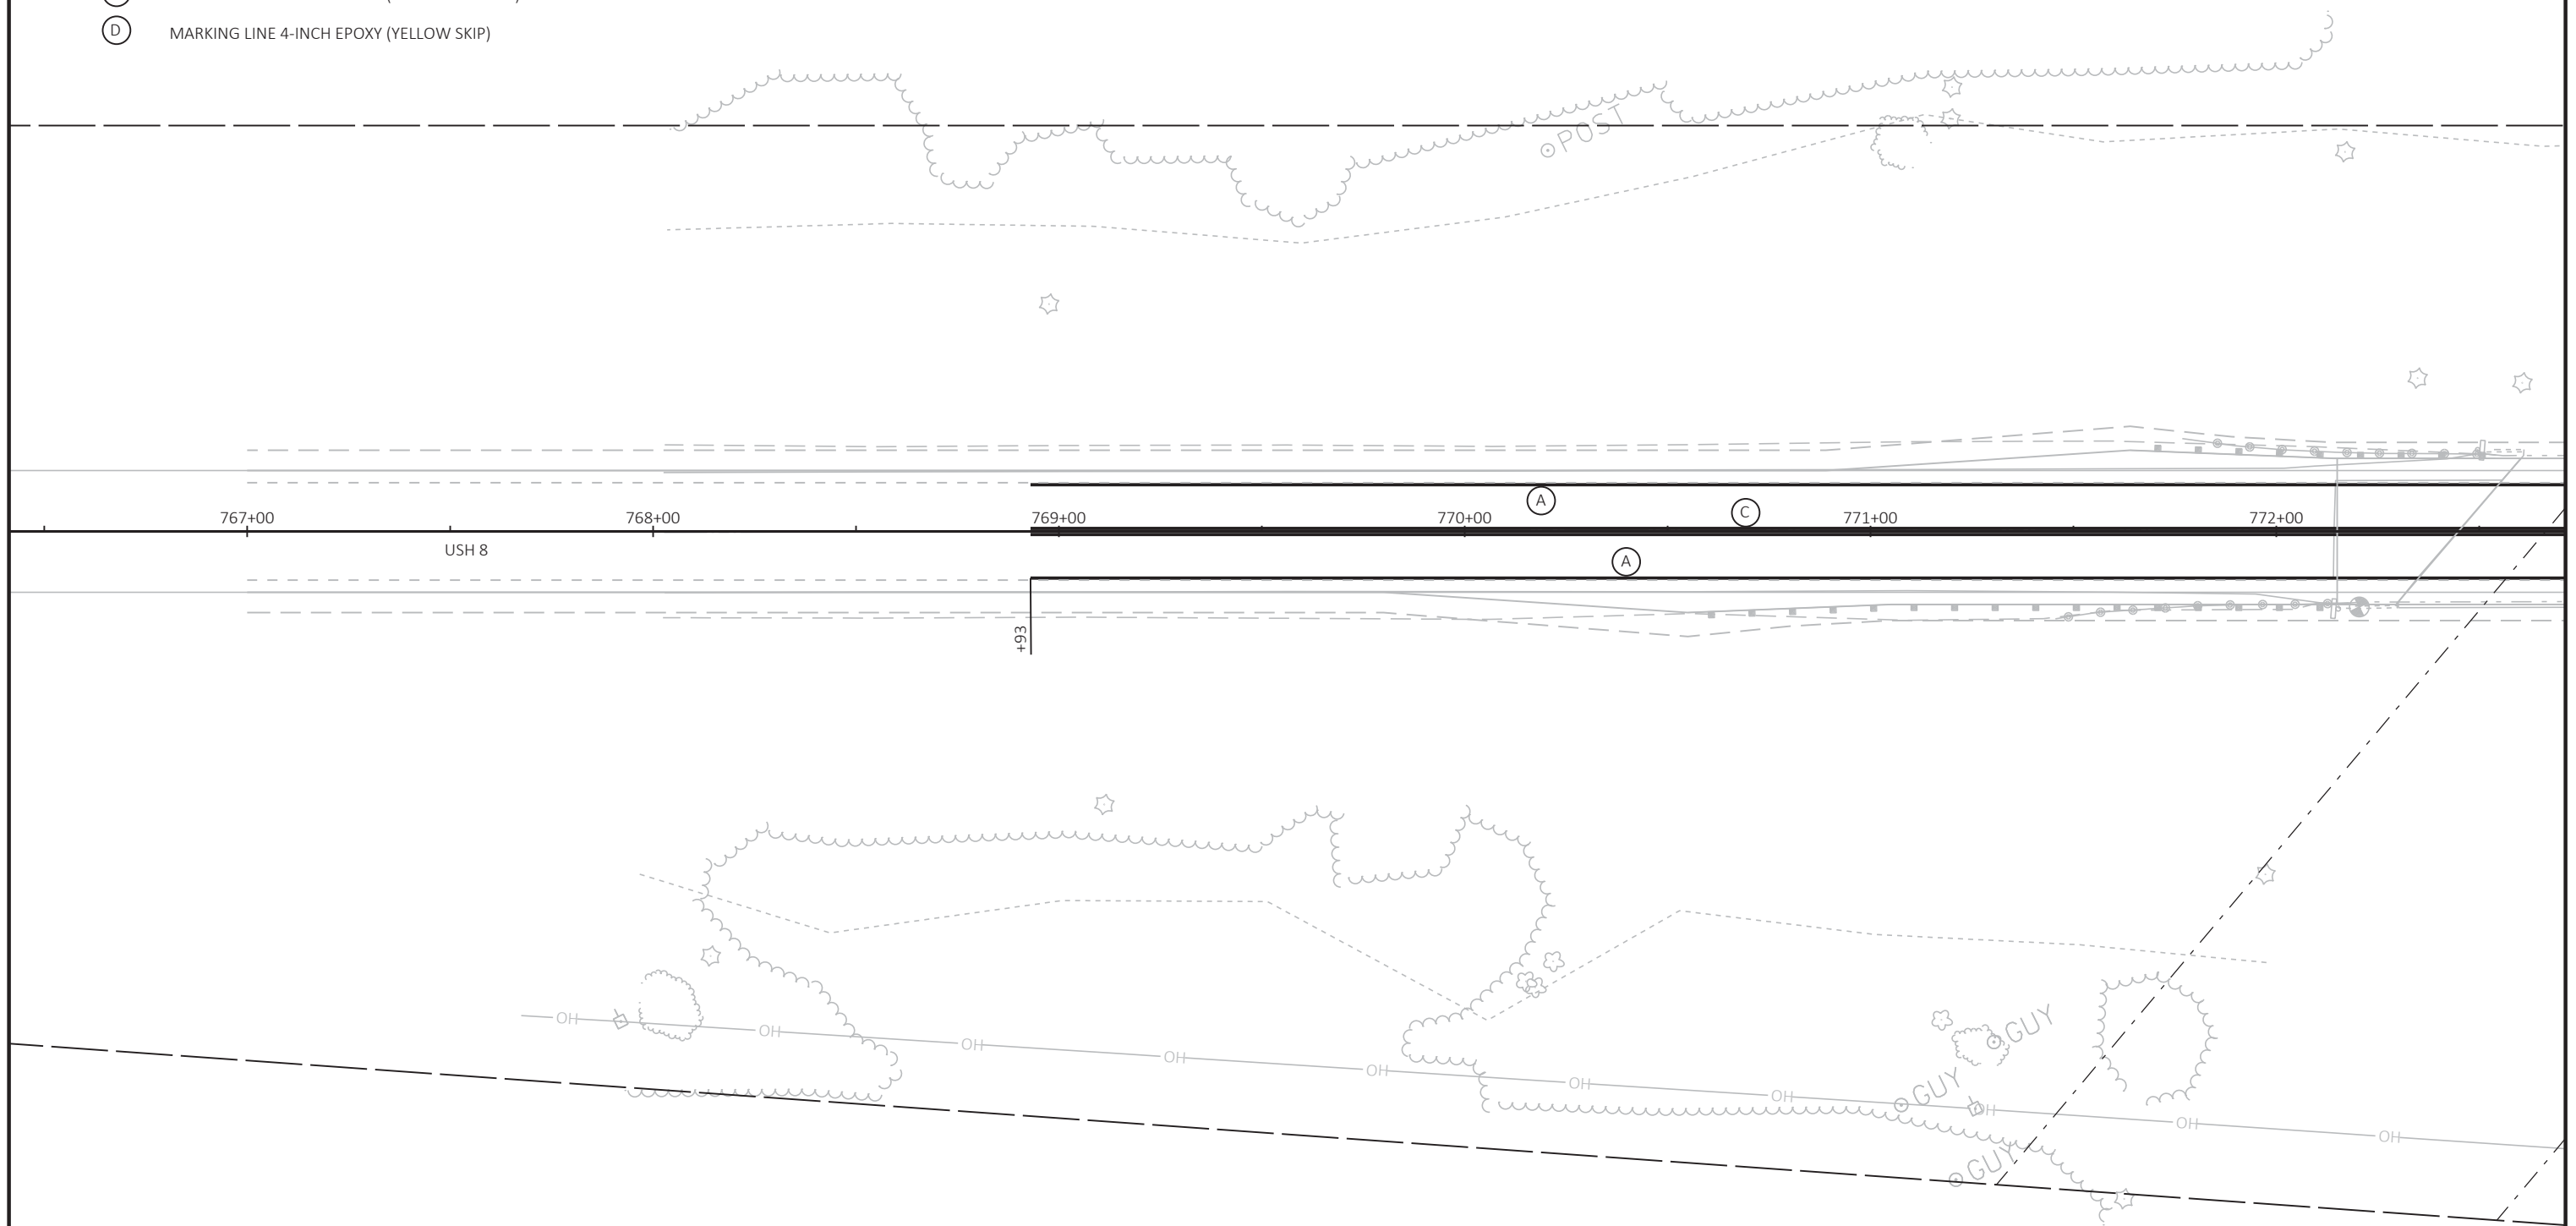 D MARKING LINE 4-INCH EPOXY (YELLOW SKIP)
POST
A
C
767+00 768+00 769+00 770+00 771+00 772+00
USH 8
A
+93
GUY
OH OH OH OH OH OH OH OH OH OH
GUY
GUY